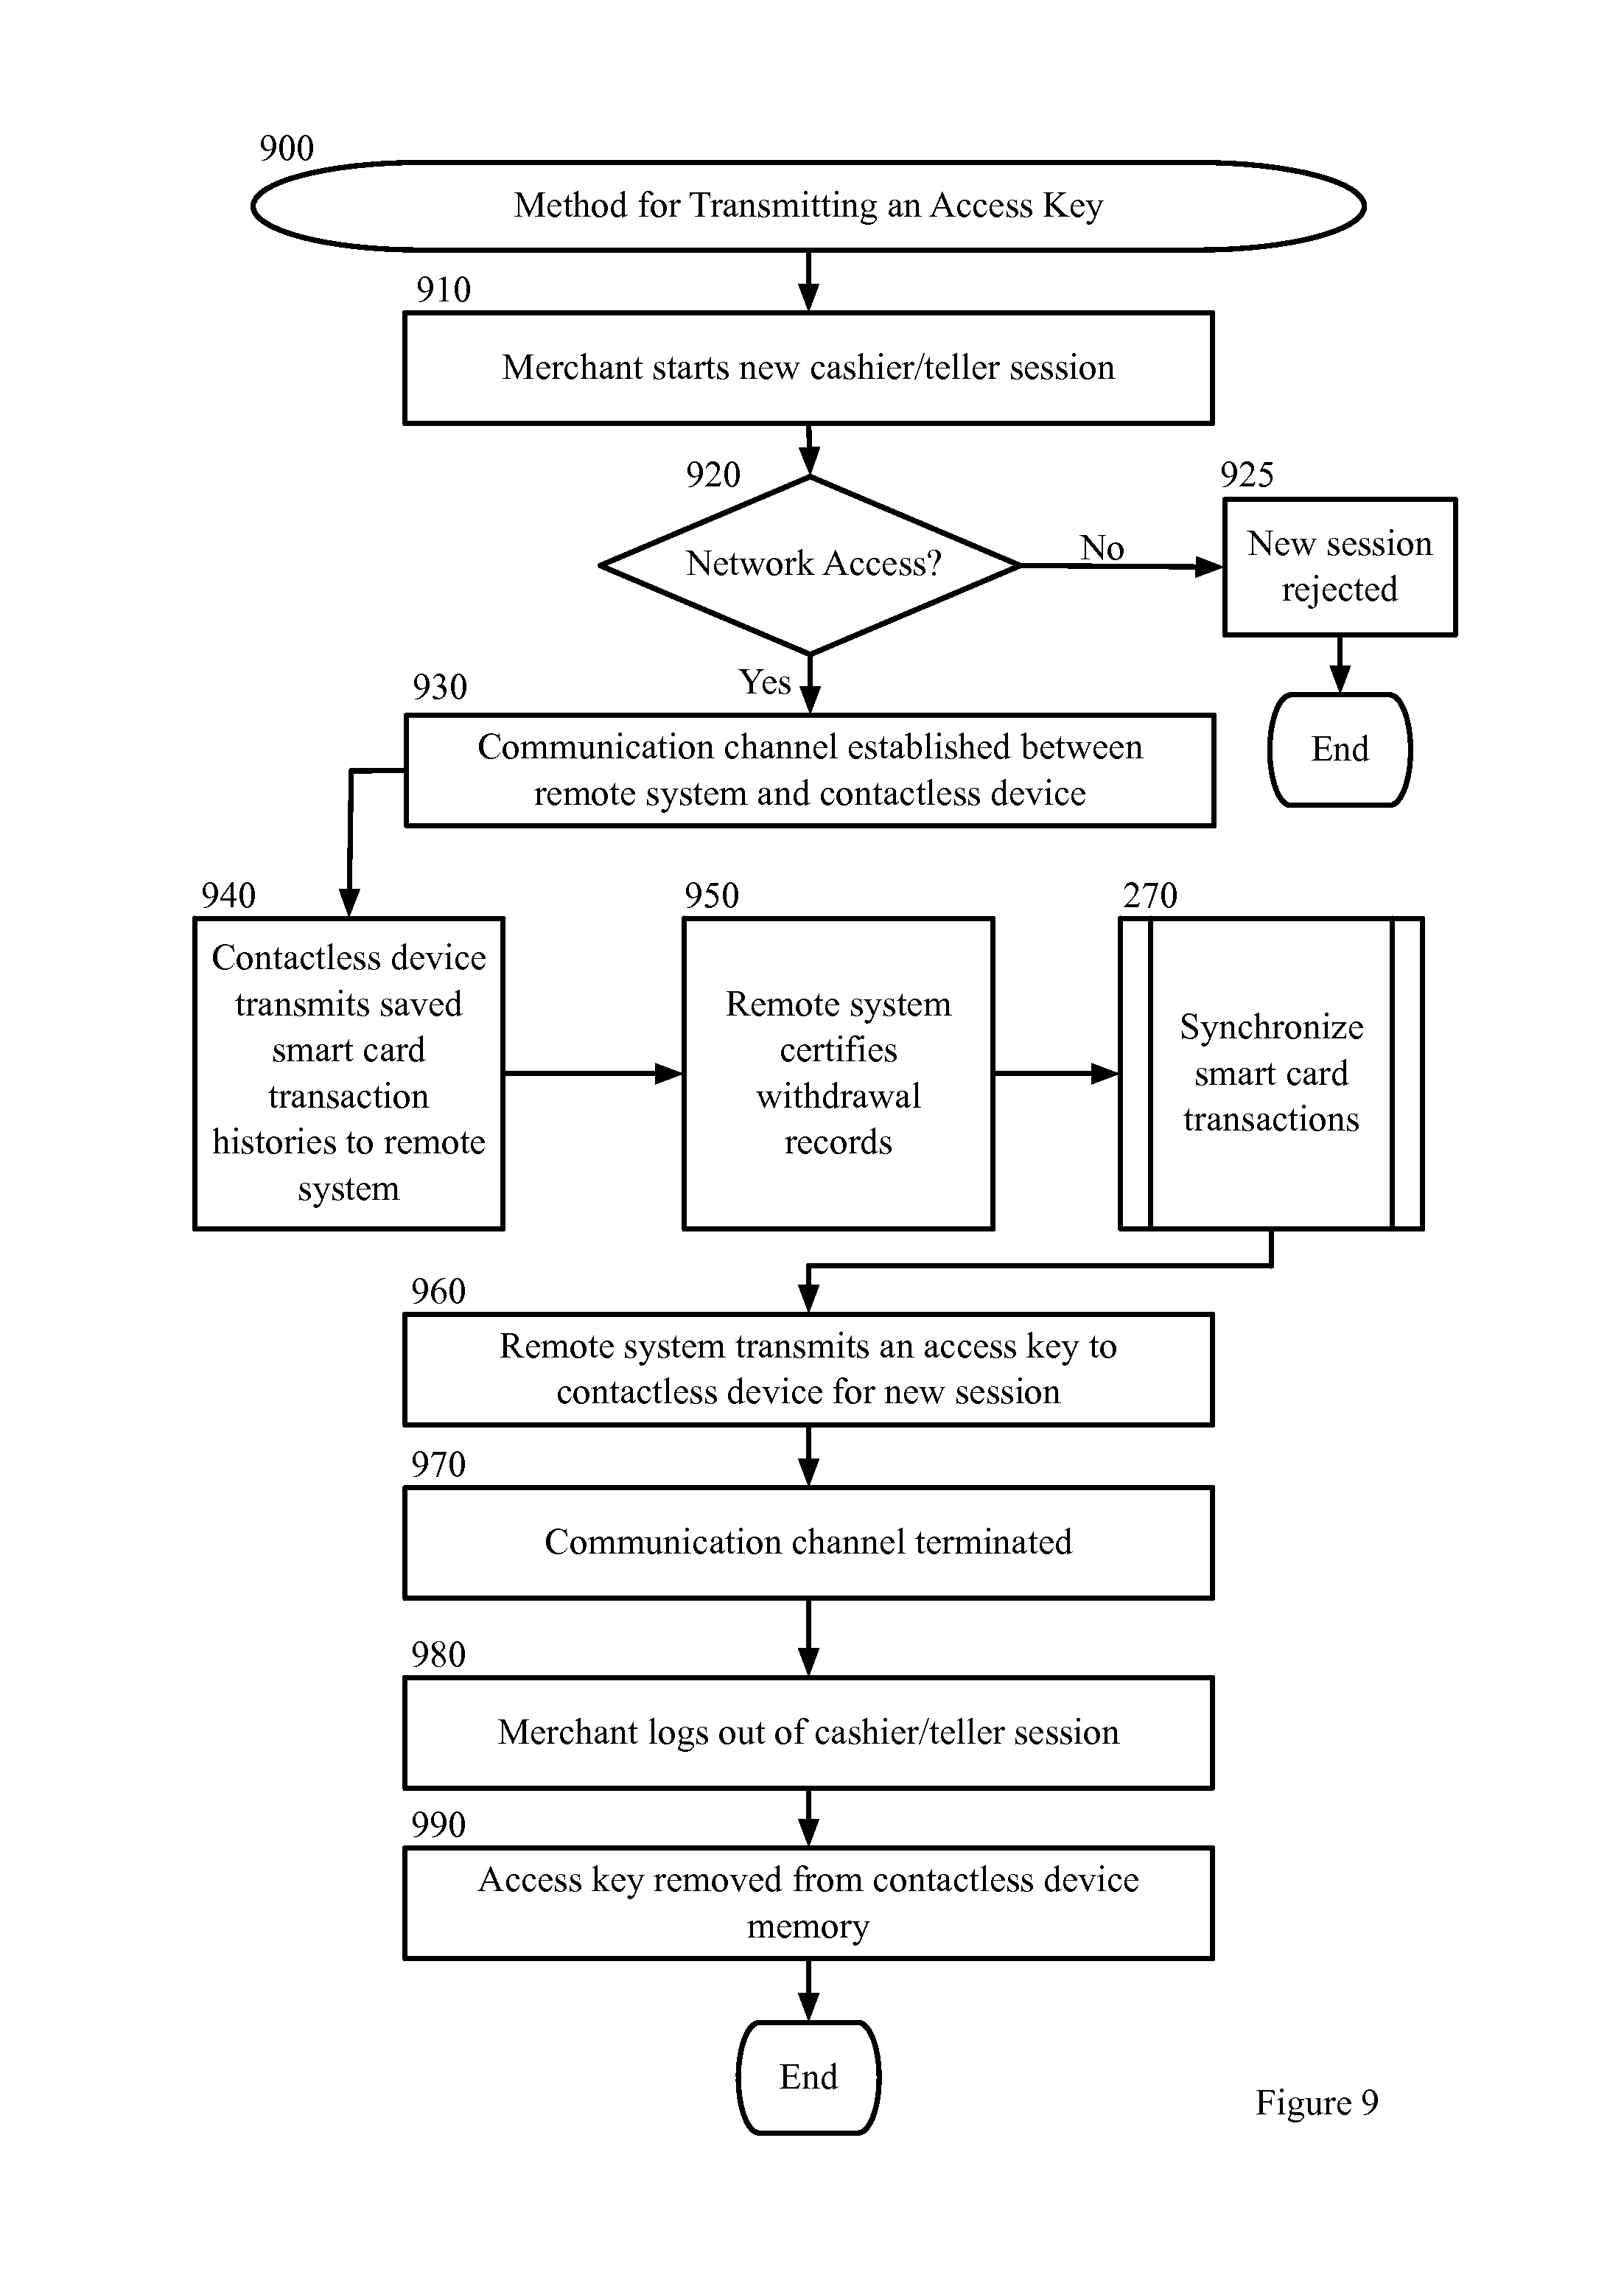 900
Method for Transmitting an Access Key
910
Merchant starts new cashier/teller session
920
Network Access?
No
925
New session
rejected
End
Yes
930
Communication channel established between
remote system and contactless device
940
Contactless device
transmits saved
smart card
transaction
histories to remote
system
950
Remote system
certifies
withdrawal
records
270
Synchronize
smart card
transactions
960
Remote system transmits an access key to
contactless device for new session
970
Communication channel terminated
980
Merchant logs out of cashier/teller session
990
Access key removed from contactless device
memory
End
Figure 9